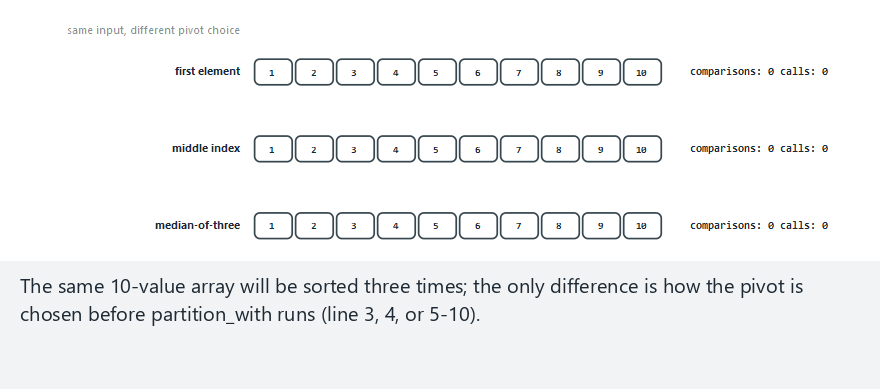 same input, different pivot choice
first element 1 2 3 4 5 6 7 8 9 10 comparisons: 0 calls: 0
middle index 1 2 3 4 5 6 7 8 9 10 comparisons: 0 calls: 0
median-of-three 1 2 3 4 5 6 7 8 9 10 comparisons: 0 calls: 0
The same 10-value array will be sorted three times; the only difference is how the pivot is
chosen before partition_with runs (line 3, 4, or 5-10).